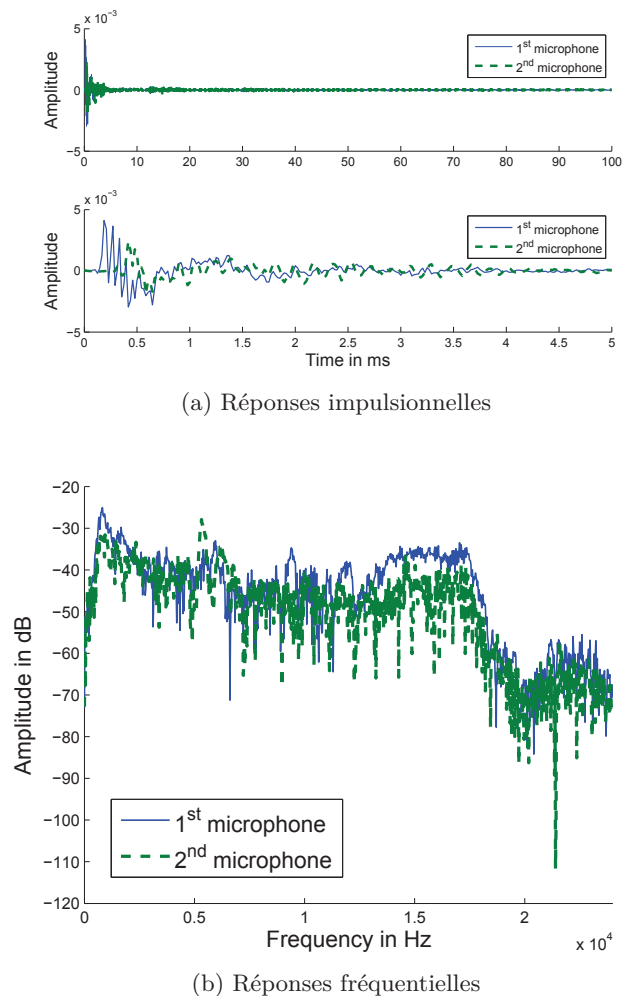 5 x 10⁻³
0
−5
Amplitude
1st microphone
2nd microphone
0 10 20 30 40 50 60 70 80 90 100
5 x 10⁻³
0
−5
Amplitude
1st microphone
2nd microphone
0 0.5 1 1.5 2 2.5 3 3.5 4 4.5 5
Time in ms
(a) Réponses impulsionnelles
−20
−30
−40
−50
−60
−70
−80
−90
−100
−110
−120
Amplitude in dB
1st microphone
2nd microphone
0 0.5 1 1.5 2
x 10⁴
Frequency in Hz
(b) Réponses fréquentielles